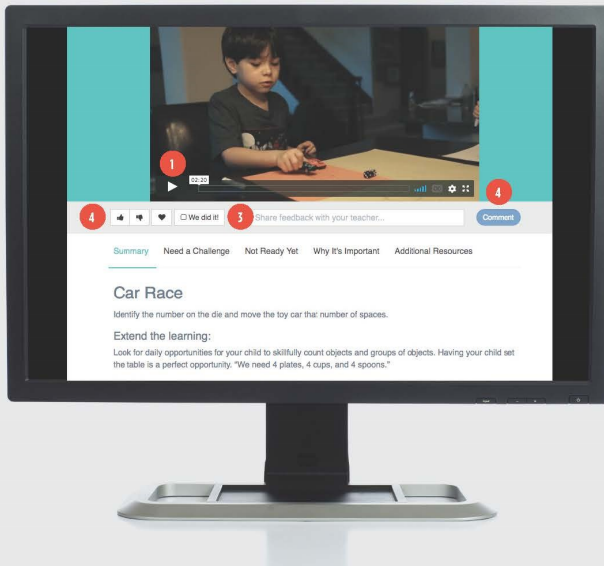 1
02:20
4
4
We did it!
3
Share feedback with your teacher...
Comment
Summary Need a Challenge Not Ready Yet Why It's Important Additional Resources
Car Race
Identify the number on the die and move the toy car that number of spaces.
Extend the learning:
Look for daily opportunities for your child to skillfully count objects and groups of objects. Having your child set
the table is a perfect opportunity. "We need 4 plates, 4 cups, and 4 spoons."